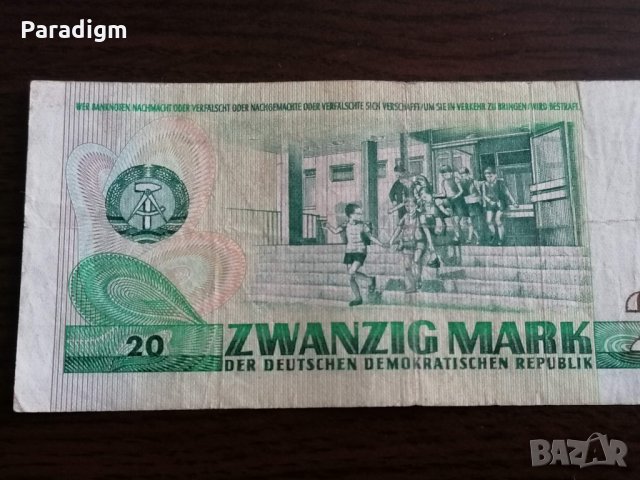 Paradigm
WER BANKNOTEN NACHMACHT ODER VERFÄLSCHT ODER NACHGEMACHTE ODER VERFÄLSCHTE SICH VERSCHAFFT/UM SIE IN VERKEHR ZU BRINGEN/WIRD BESTRAFT.
20 ZWANZIG MARK
DER DEUTSCHEN DEMOKRATISCHEN REPUBLIK
BAZAR